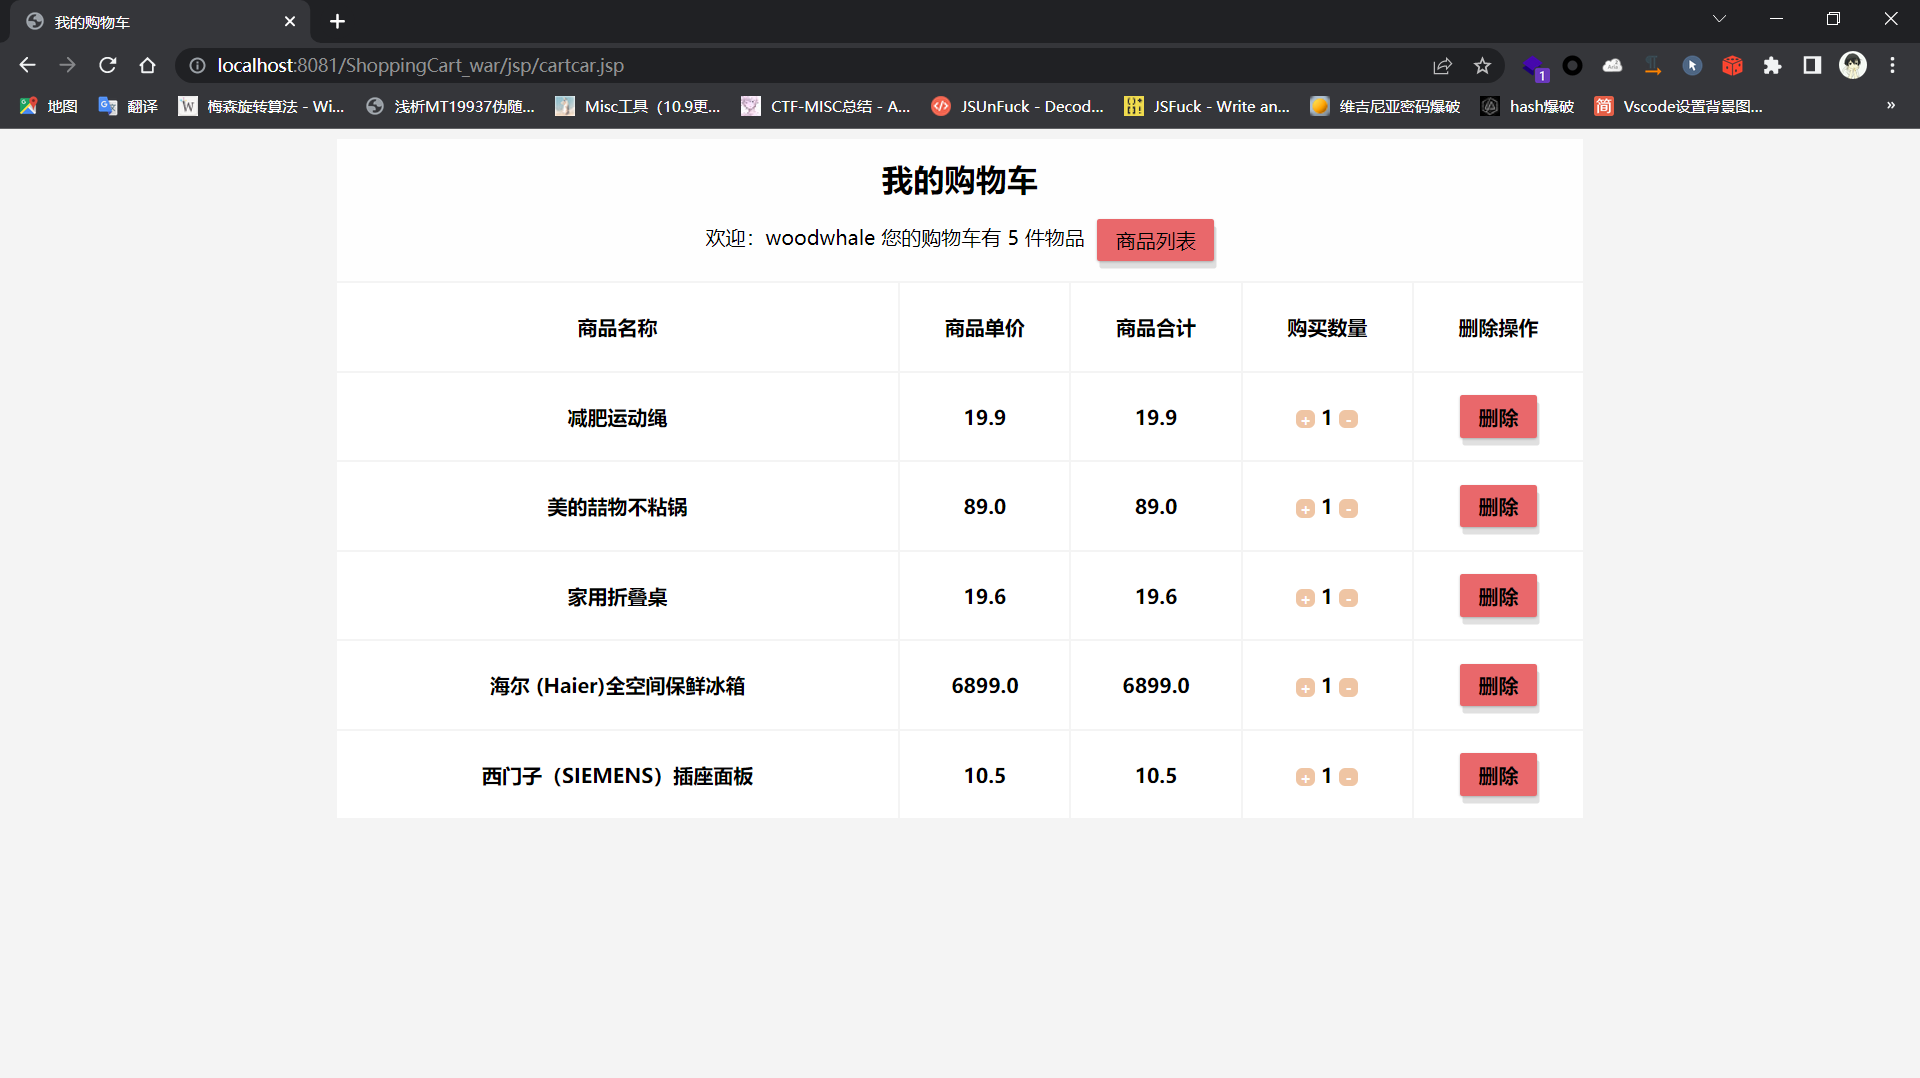 我的购物车
localhost:8081/ShoppingCart_war/jsp/cartcar.jsp
1
地图 翻译 W 梅森旋转算法 - Wi... 浅析MT19937伪随... Misc工具（10.9更... CTF-MISC总结 - A... JSUnFuck - Decod... JSFuck - Write an... 维吉尼亚密码爆破 hash爆破 简 Vscode设置背景图... »
我的购物车
欢迎：woodwhale 您的购物车有 5 件物品 商品列表
商品名称 商品单价 商品合计 购买数量 删除操作
减肥运动绳 19.9 19.9 + 1 - 删除
美的喆物不粘锅 89.0 89.0 + 1 - 删除
家用折叠桌 19.6 19.6 + 1 - 删除
海尔 (Haier)全空间保鲜冰箱 6899.0 6899.0 + 1 - 删除
西门子（SIEMENS）插座面板 10.5 10.5 + 1 - 删除